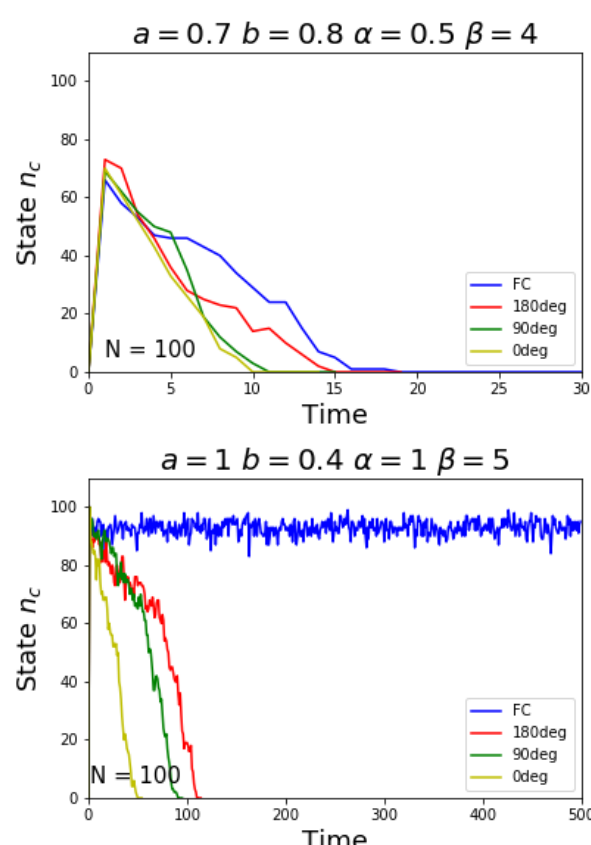 a = 0.7 b = 0.8 α = 0.5 β = 4
100
80
60
40
20
0
State n_c
N = 100
FC
180deg
90deg
0deg
0 5 10 15 20 25 30
Time
a = 1 b = 0.4 α = 1 β = 5
100
80
60
40
20
0
State n_c
N = 100
FC
180deg
90deg
0deg
0 100 200 300 400 500
Time